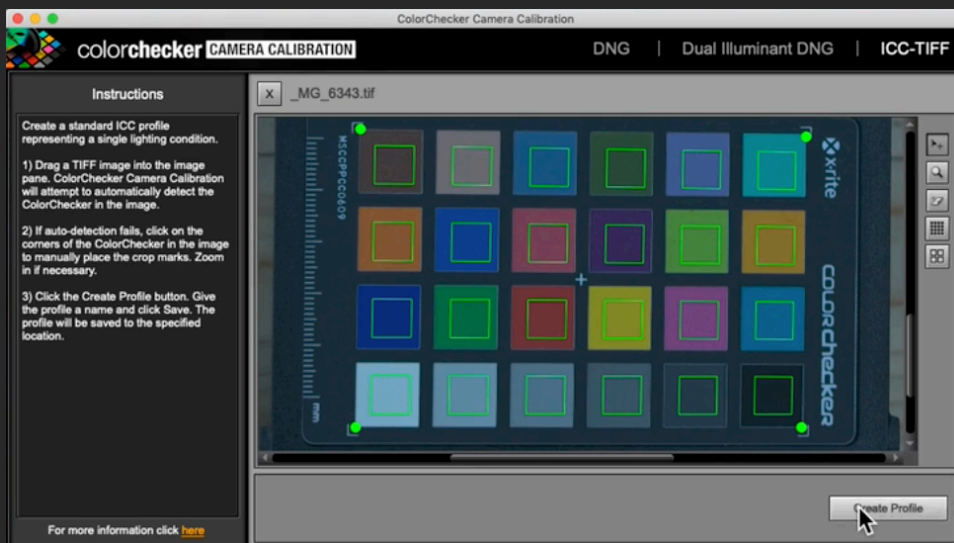 ColorChecker Camera Calibration
colorchecker CAMERA CALIBRATION
DNG | Dual Illuminant DNG | ICC-TIFF
Instructions
Create a standard ICC profile
representing a single lighting condition.
1) Drag a TIFF image into the image
pane. ColorChecker Camera Calibration
will attempt to automatically detect the
ColorChecker in the image.
2) If auto-detection fails, click on the
corners of the ColorChecker in the image
to manually place the crop marks. Zoom
in if necessary.
3) Click the Create Profile button. Give
the profile a name and click Save. The
profile will be saved to the specified
location.
For more information click here
X _MG_6343.tif
MSCCPPCC0609
mm
x-rite
colorchecker
Create Profile